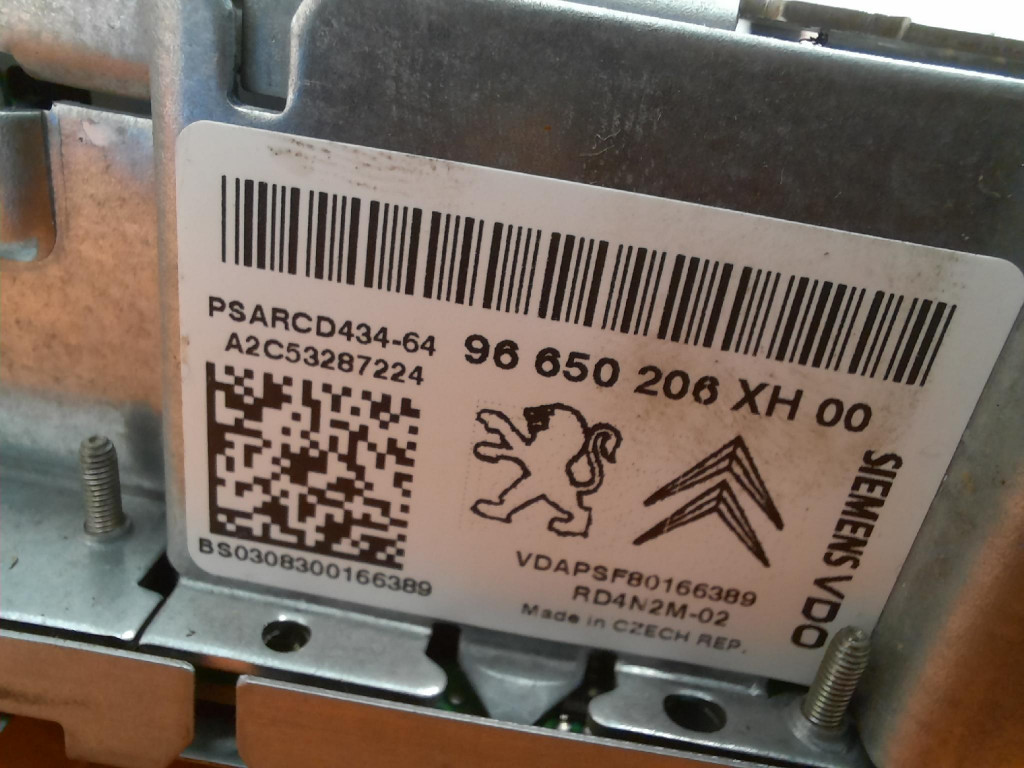 PSARCD434-64
A2C53287224
96 650 206 XH 00
BS0308300166389
VDAPSF80166389
RD4N2M-02
Made in CZECH REP.
SIEMENS VDO